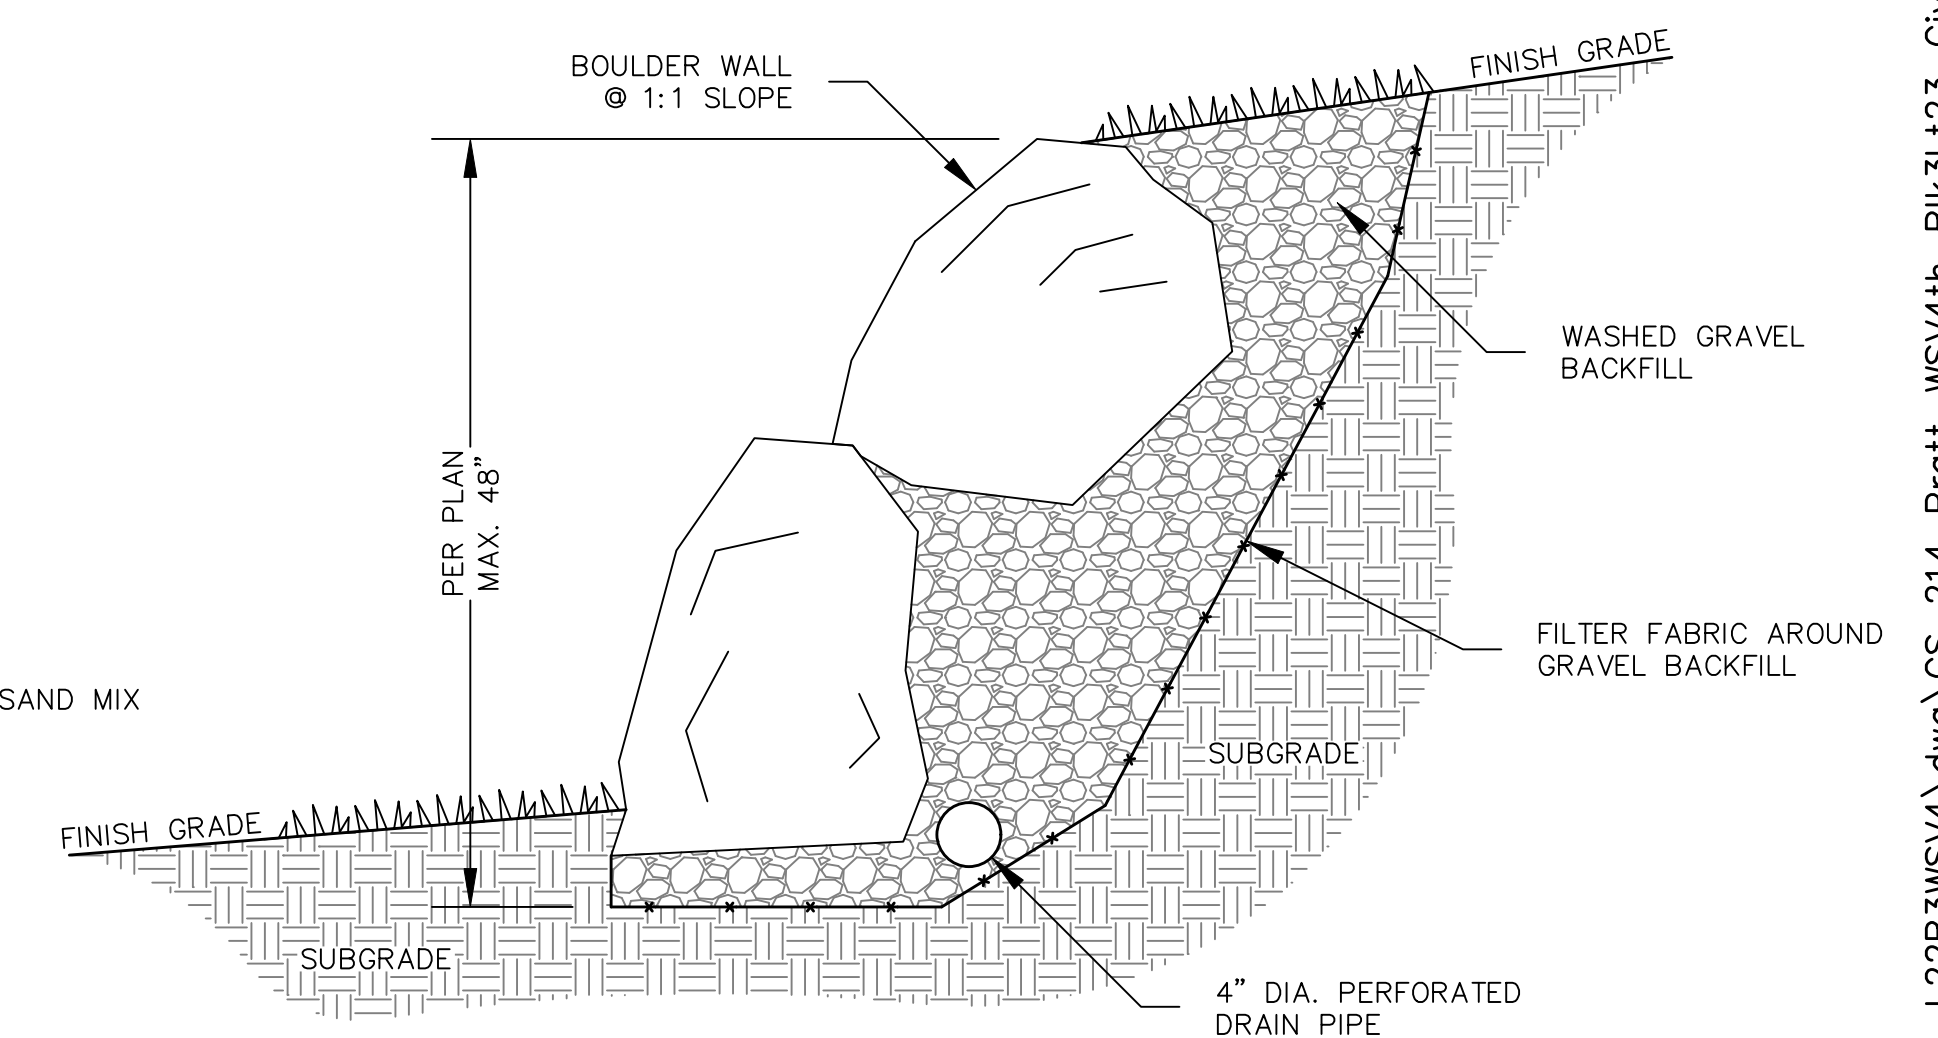 BOULDER WALL
@ 1:1 SLOPE
FINISH GRADE
WASHED GRAVEL
BACKFILL
PER PLAN
MAX. 48”
FILTER FABRIC AROUND
GRAVEL BACKFILL
SAND MIX
SUBGRADE
FINISH GRADE
SUBGRADE
4” DIA. PERFORATED
DRAIN PIPE